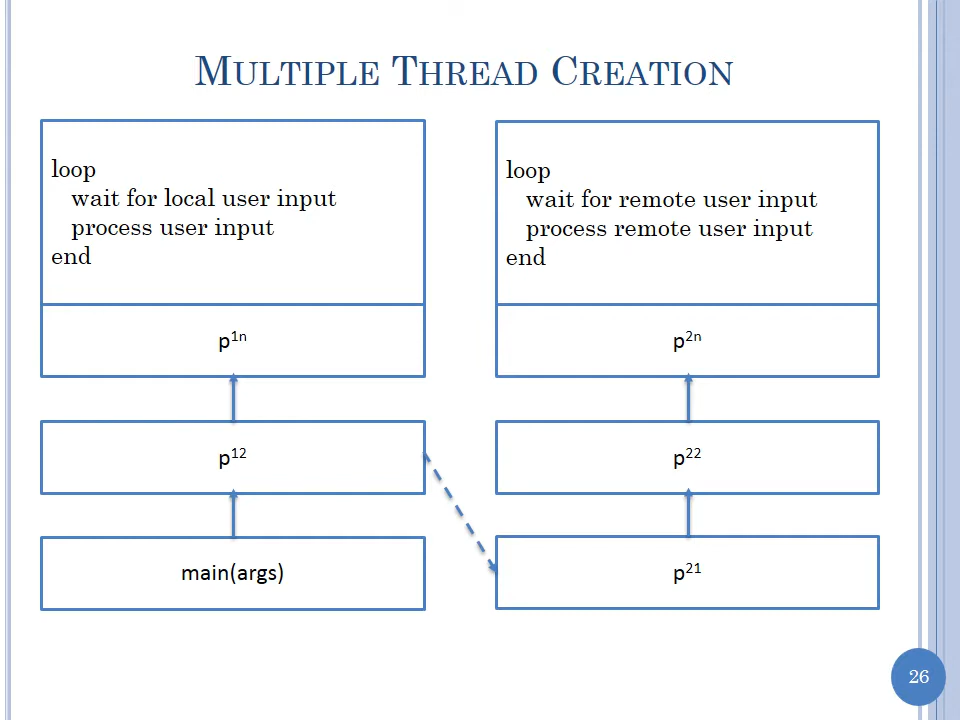 MULTIPLE THREAD CREATION
loop
wait for local user input
process user input
end
p¹ⁿ
p¹²
main(args)
loop
wait for remote user input
process remote user input
end
p²ⁿ
p²²
p²¹
26